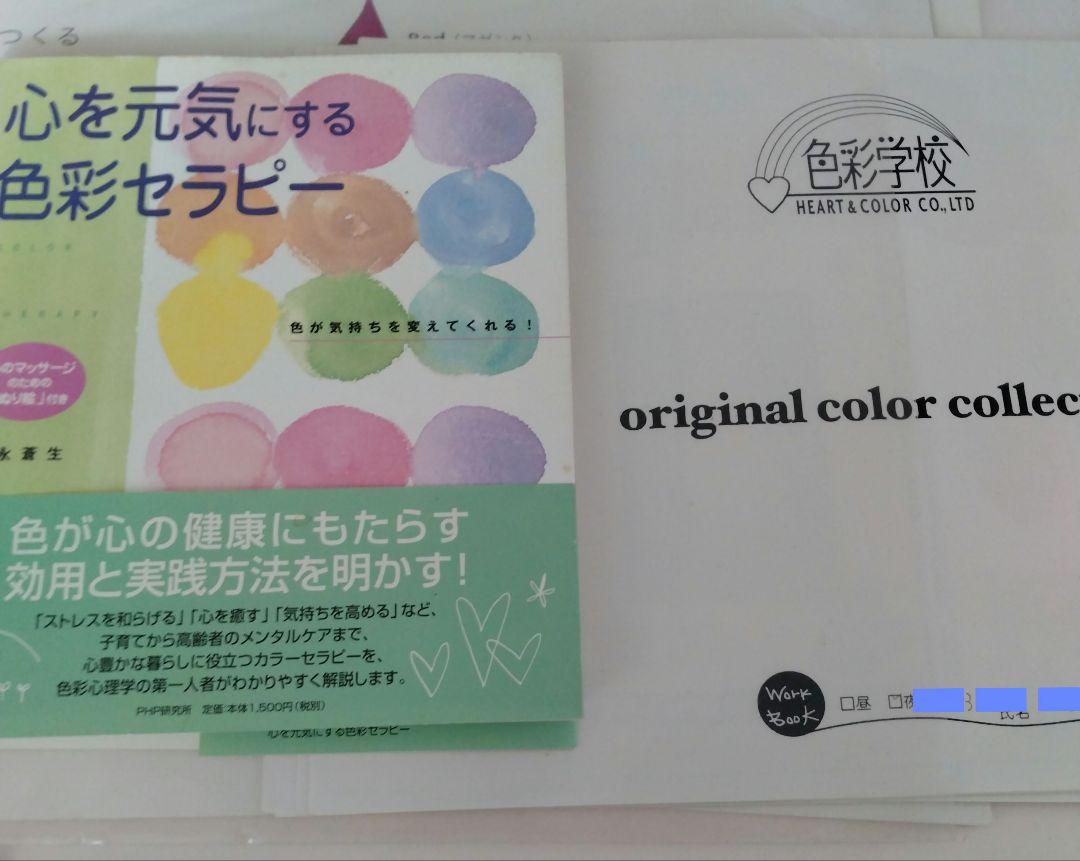 つくる
心を元気にする
色彩セラピー
COLOR
THERAPY
色が気持ちを変えてくれる！
のマッサージ
のための
ぬり絵」付き
永 蒼 生
色が心の健康にもたらす
効用と実践方法を明かす！
「ストレスを和らげる」「心を癒す」「気持ちを高める」など、
子育てから高齢者のメンタルケアまで、
心豊かな暮らしに役立つカラーセラピーを、
色彩心理学の第一人者がわかりやすく解説します。
PHP研究所 定価:本体1,500円(税別)
心を元気にする色彩セラピー
色彩学校
HEART & COLOR CO.,LTD
original color collec
Work
Book
□昼 □夜
氏名